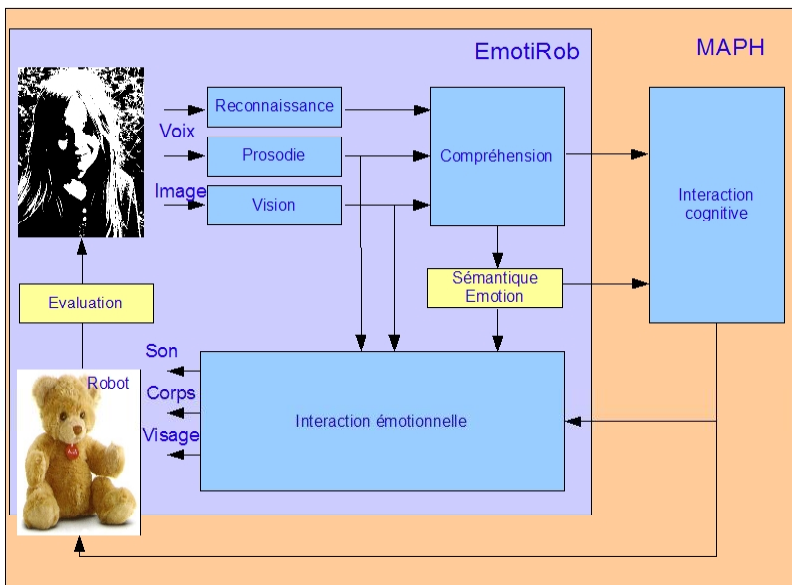 EmotiRob
MAPH
Reconnaissance
Voix
Prosodie
Compréhension
Image
Vision
Interaction
cognitive
Sémantique
Emotion
Evaluation
Son
Robot
Corps
Visage
Interaction émotionnelle